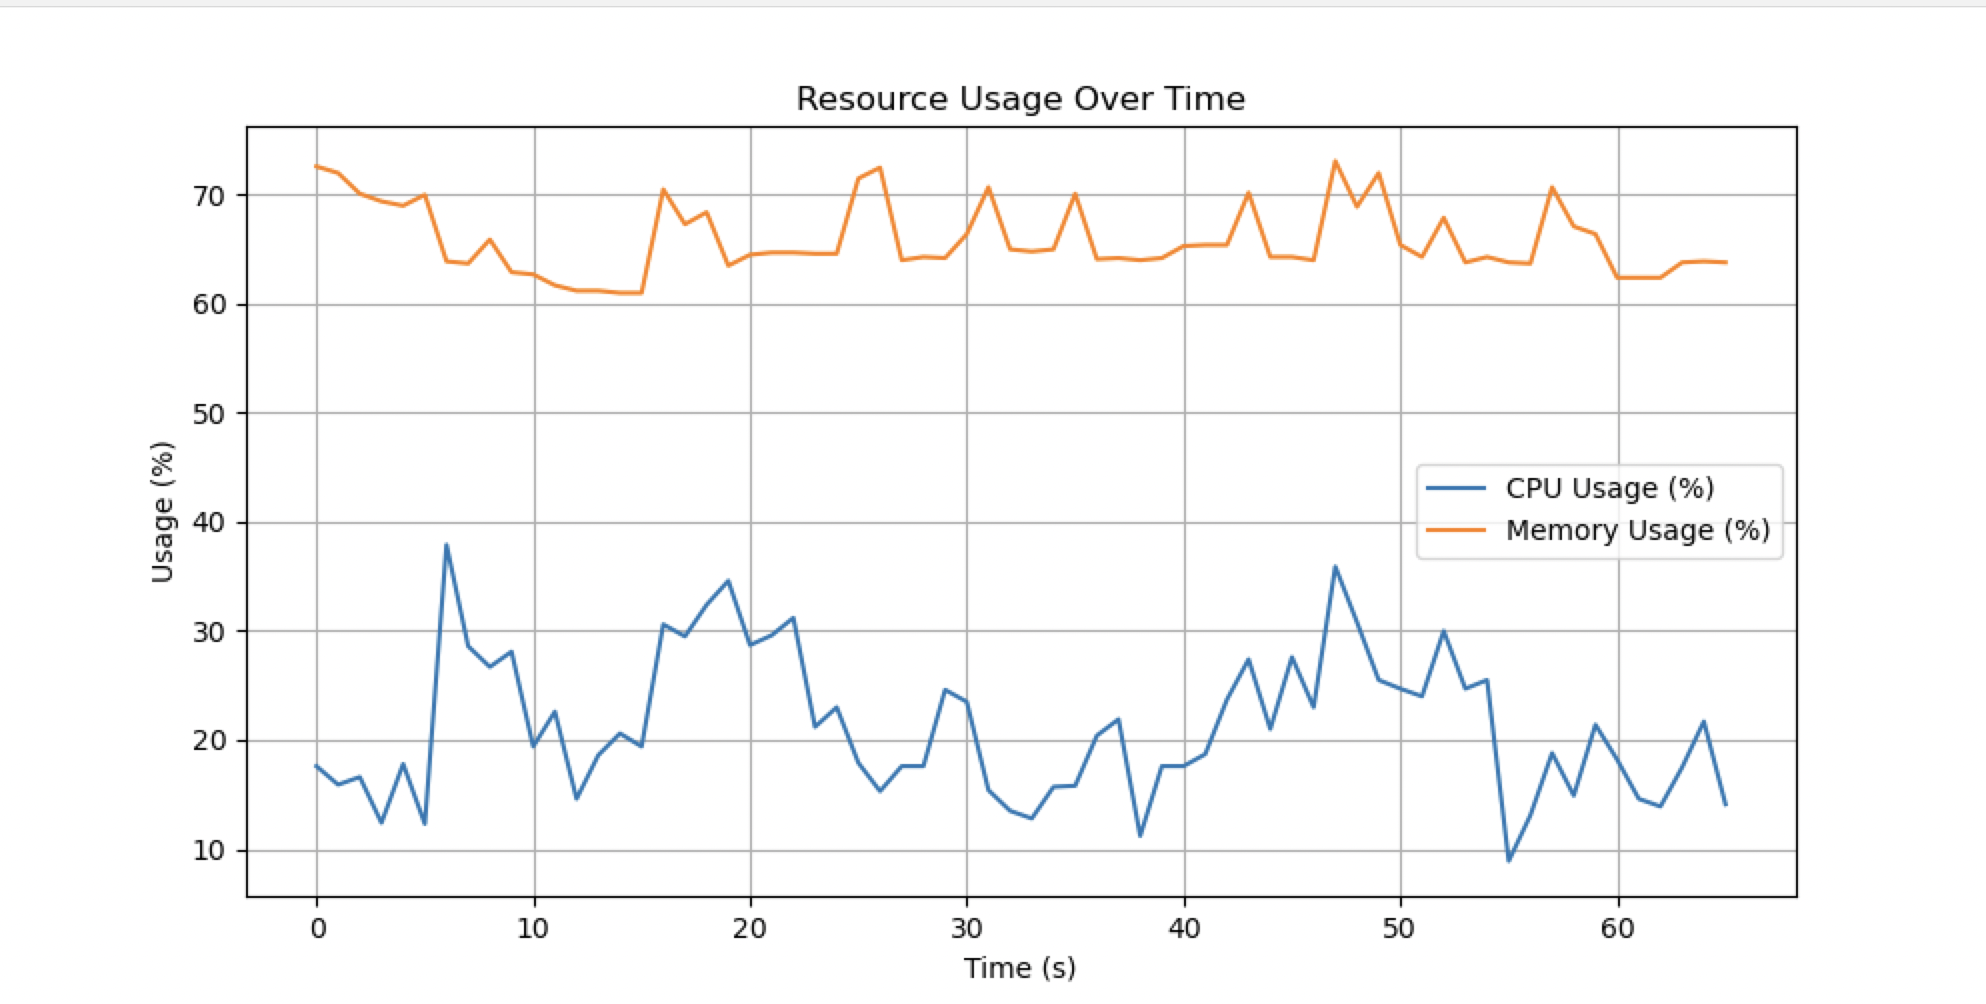 Resource Usage Over Time
70
60
50
40
30
20
10
Usage (%)
CPU Usage (%)
Memory Usage (%)
0 10 20 30 40 50 60
Time (s)